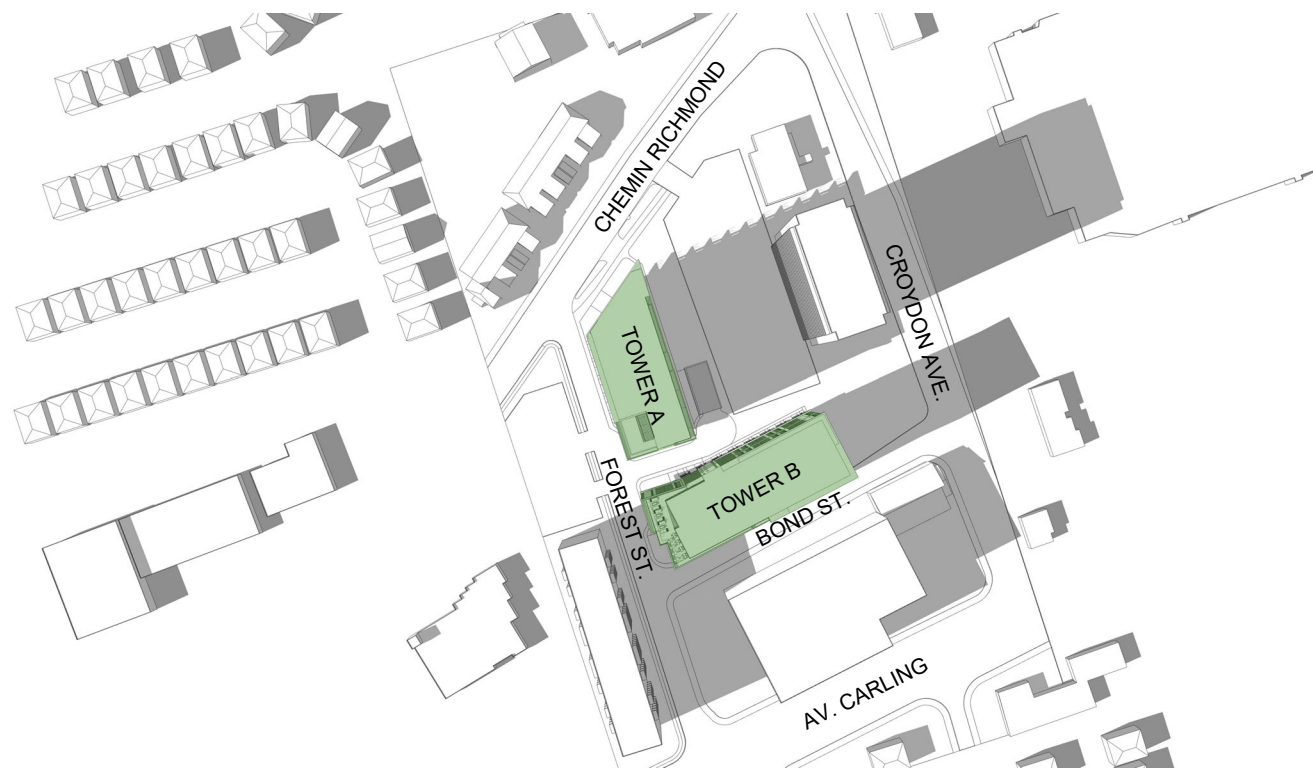 CHEMIN RICHMOND
CROYDON AVE.
TOWER A
TOWER B
FOREST ST.
BOND ST.
AV. CARLING